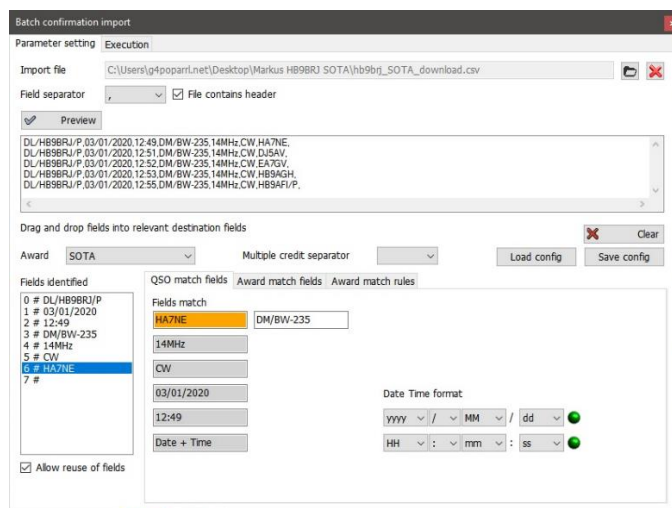 Batch confirmation import
Parameter setting Execution
Import file C:\Users\g4poparrl.net\Desktop\Markus HB9BRJ SOTA\hb9brj_SOTA_download.csv
Field separator , File contains header
Preview
DL/HB9BRJ/P,03/01/2020,12:49,DM/BW-235,14MHz,CW,HA7NE,
DL/HB9BRJ/P,03/01/2020,12:51,DM/BW-235,14MHz,CW,DJ5AV,
DL/HB9BRJ/P,03/01/2020,12:52,DM/BW-235,14MHz,CW,EA7GV,
DL/HB9BRJ/P,03/01/2020,12:53,DM/BW-235,14MHz,CW,HB9AGH,
DL/HB9BRJ/P,03/01/2020,12:55,DM/BW-235,14MHz,CW,HB9AFI/P,
Drag and drop fields into relevant destination fields
Clear
Award SOTA Multiple credit separator Load config Save config
Fields identified
0 # DL/HB9BRJ/P
1 # 03/01/2020
2 # 12:49
3 # DM/BW-235
4 # 14MHz
5 # CW
6 # HA7NE
7 #
Allow reuse of fields
QSO match fields Award match fields Award match rules
Fields match
HA7NE DM/BW-235
14MHz
CW
03/01/2020
12:49
Date + Time
Date Time format
yyyy / MM / dd
HH : mm : ss